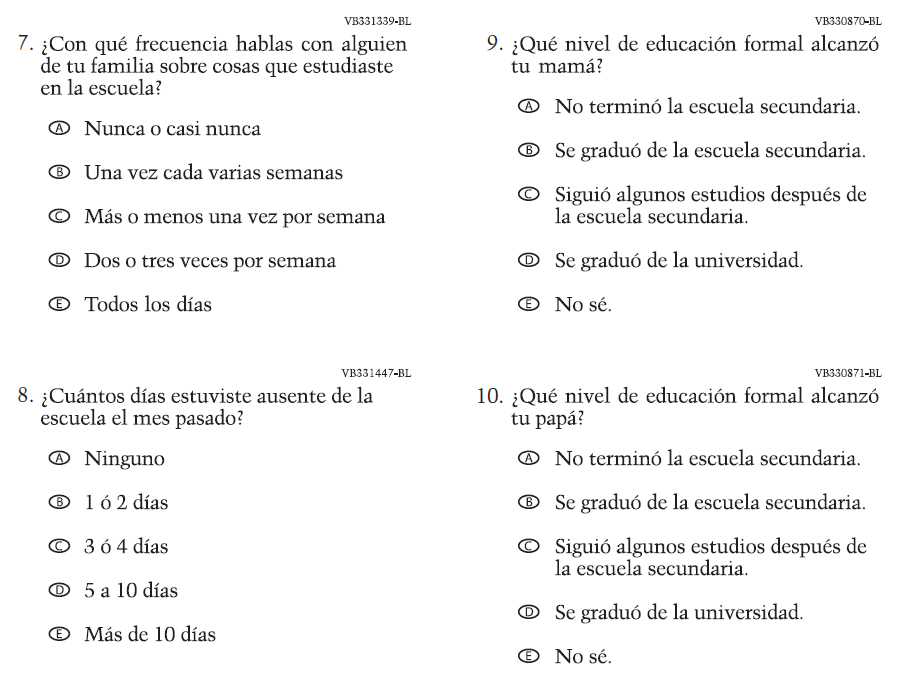 VB331339-BL
7. ¿Con qué frecuencia hablas con alguien
de tu familia sobre cosas que estudiaste
en la escuela?
A Nunca o casi nunca
B Una vez cada varias semanas
C Más o menos una vez por semana
D Dos o tres veces por semana
E Todos los días
VB331447-BL
8. ¿Cuántos días estuviste ausente de la
escuela el mes pasado?
A Ninguno
B 1 ó 2 días
C 3 ó 4 días
D 5 a 10 días
E Más de 10 días
VB330870-BL
9. ¿Qué nivel de educación formal alcanzó
tu mamá?
A No terminó la escuela secundaria.
B Se graduó de la escuela secundaria.
C Siguió algunos estudios después de
la escuela secundaria.
D Se graduó de la universidad.
E No sé.
VB330871-BL
10. ¿Qué nivel de educación formal alcanzó
tu papá?
A No terminó la escuela secundaria.
B Se graduó de la escuela secundaria.
C Siguió algunos estudios después de
la escuela secundaria.
D Se graduó de la universidad.
E No sé.